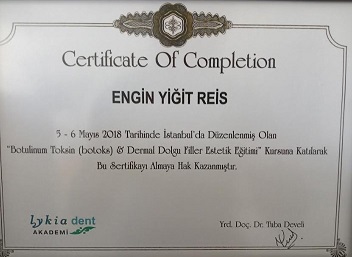 Certificate Of Completion
ENGİN YİĞİT REİS
5 - 6 Mayıs 2018 Tarihinde İstanbul'da Düzenlenmiş Olan
"Botulinum Toksin (botoks) & Dermal Dolgu Filler Estetik Eğitimi" Kursuna Katılarak
Bu Sertifikayı Almaya Hak Kazanmıştır.
Lykia dent
AKADEMİ
Yrd. Doç. Dr. Tuba Develi